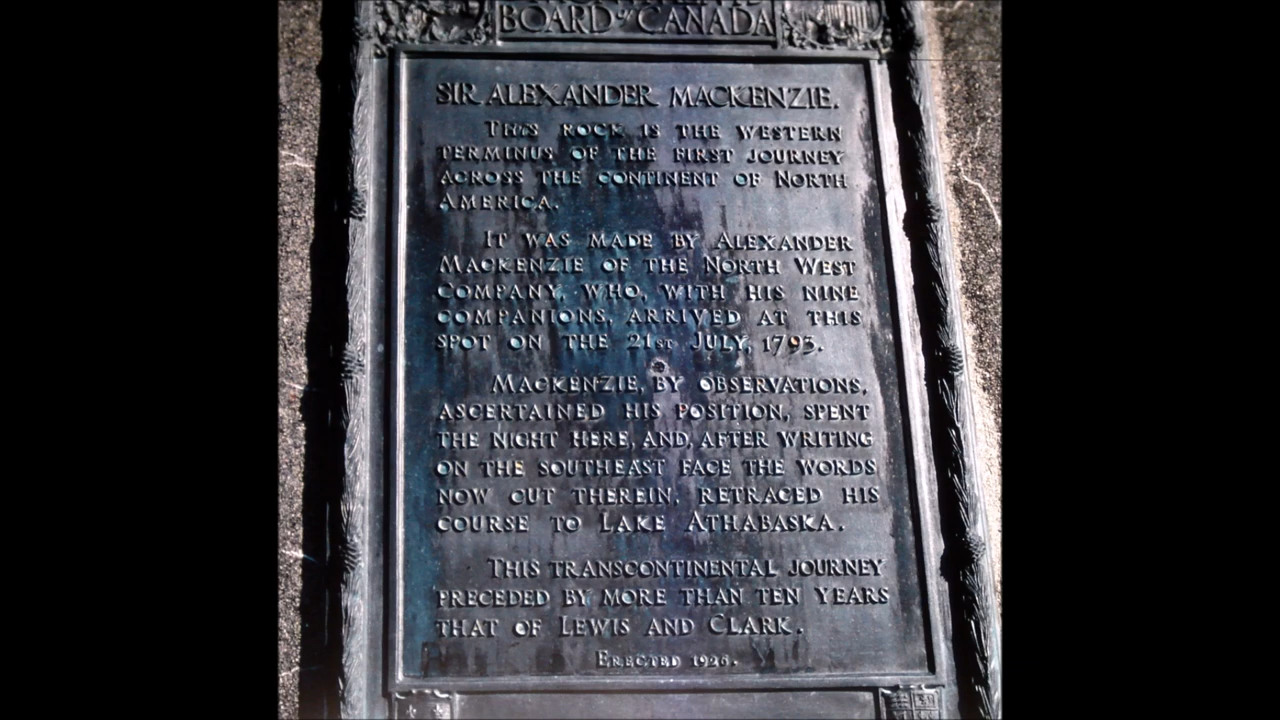 BOARD of CANADA
SIR ALEXANDER MACKENZIE.
THIS ROCK IS THE WESTERN
TERMINUS OF THE FIRST JOURNEY
ACROSS THE CONTINENT OF NORTH
AMERICA.
IT WAS MADE BY ALEXANDER
MACKENZIE OF THE NORTH WEST
COMPANY, WHO, WITH HIS NINE
COMPANIONS, ARRIVED AT THIS
SPOT ON THE 21ST JULY, 1793.
MACKENZIE, BY OBSERVATIONS,
ASCERTAINED HIS POSITION, SPENT
THE NIGHT HERE, AND, AFTER WRITING
ON THE SOUTHEAST FACE THE WORDS
NOW CUT THEREIN, RETRACED HIS
COURSE TO LAKE ATHABASKA.
THIS TRANSCONTINENTAL JOURNEY
PRECEDED BY MORE THAN TEN YEARS
THAT OF LEWIS AND CLARK.
ERECTED 1926.